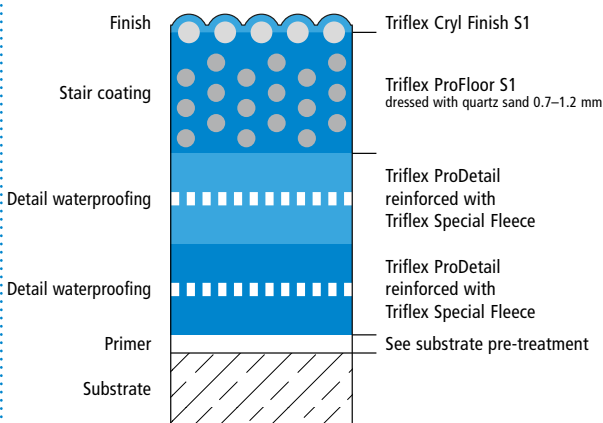 Finish
Triflex Cryl Finish S1
Stair coating
Triflex ProFloor S1
dressed with quartz sand 0.7–1.2 mm
Detail waterproofing
Triflex ProDetail
reinforced with
Triflex Special Fleece
Detail waterproofing
Triflex ProDetail
reinforced with
Triflex Special Fleece
Primer
See substrate pre-treatment
Substrate